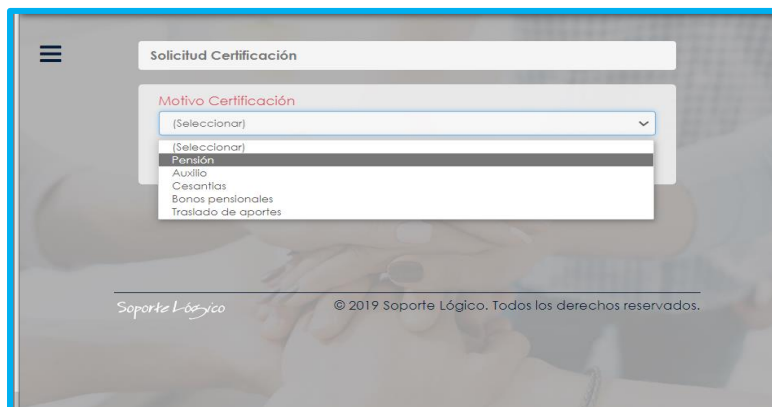 Solicitud Certificación
Motivo Certificación
(Seleccionar)
(Seleccionar)
Pensión
Auxilio
Cesantías
Bonos pensionales
Traslado de aportes
Soporte Lógico
© 2019 Soporte Lógico. Todos los derechos reservados.